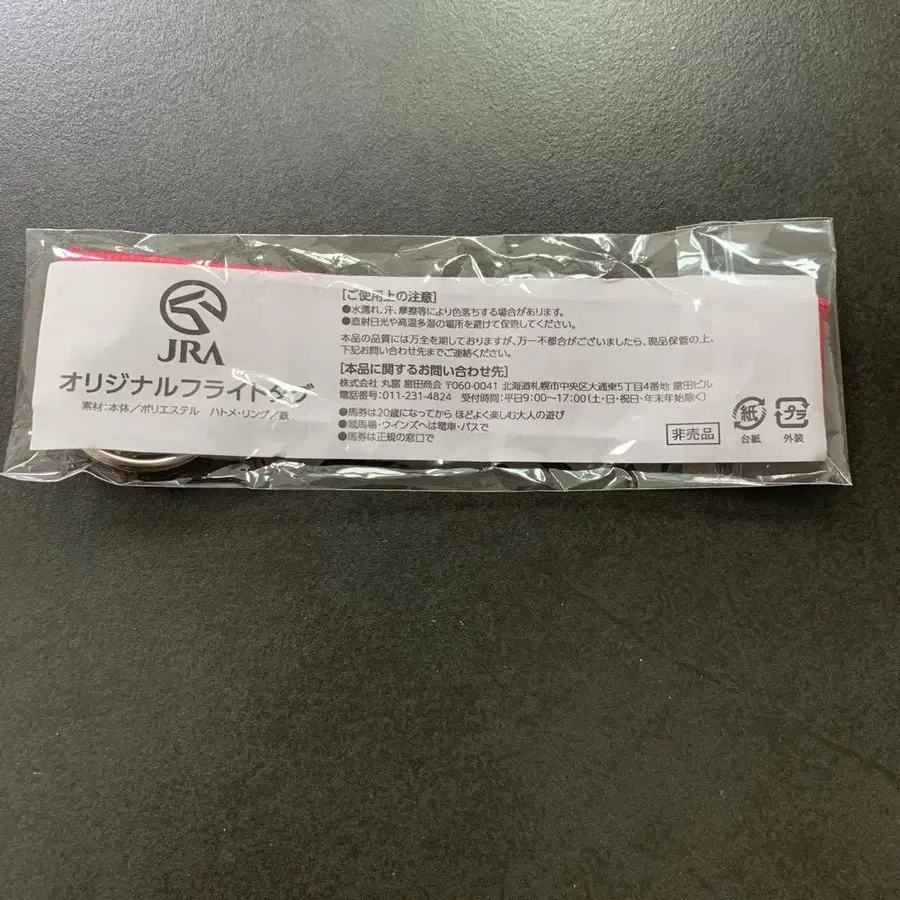 JRA
オリジナルフライトタグ
素材:本体/ポリエステル ハトメ・リング/鉄
[ご使用上の注意]
●水濡れ、汗、摩擦等により色落ちする場合があります。
●直射日光や高温多湿の場所を避けて保管してください。
本品の品質には万全を期しておりますが、万一不都合がございましたら、現品保管の上、
下記お問い合わせ先までご連絡ください。
[本品に関するお問い合わせ先]
株式会社 丸富 富田商会 〒060-0041 北海道札幌市中央区大通東5丁目4番地 富田ビル
電話番号:011-231-4824 受付時間:平日9:00〜17:00(土・日・祝日・年末年始除く)
●馬券は20歳になってから ほどよく楽しむ大人の遊び
●競馬場・ウインズへは電車・バスで
●馬券は正規の窓口で
非売品
紙
台紙
プラ
外装